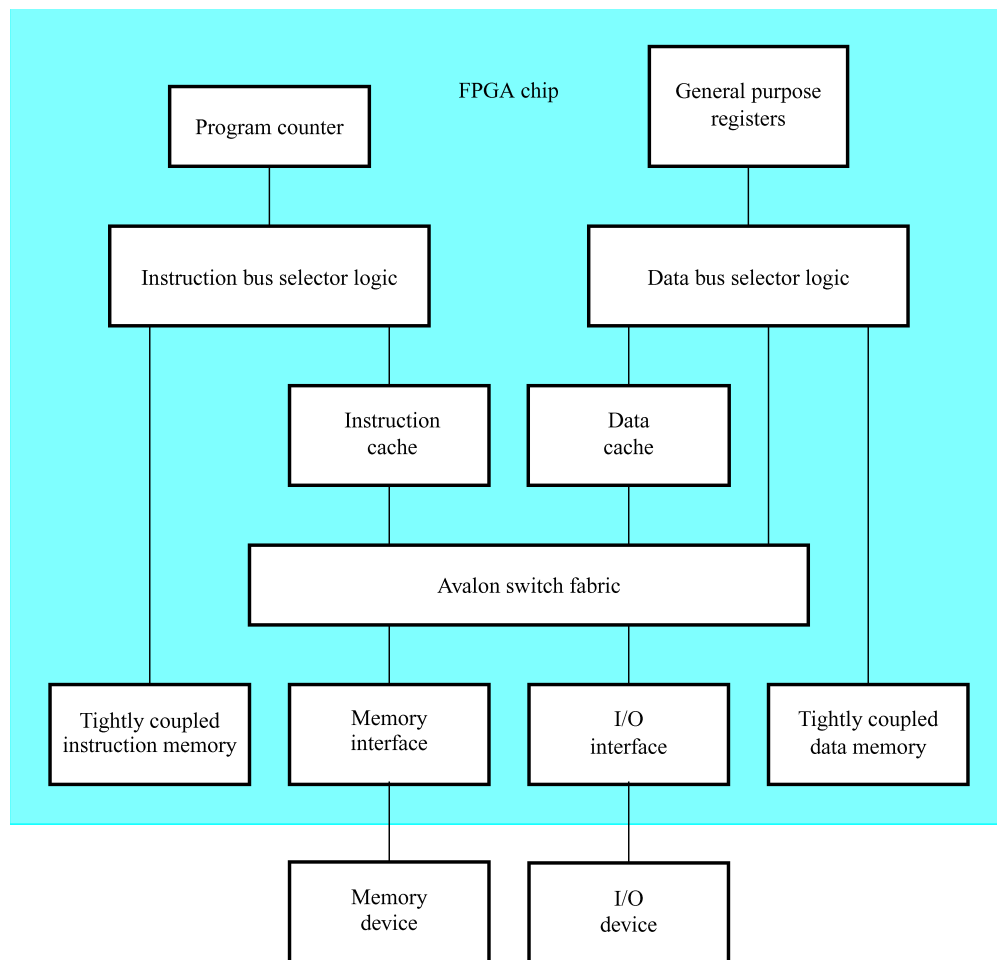 FPGA chip
General purpose
registers
Program counter
Instruction bus selector logic
Data bus selector logic
Instruction
cache
Data
cache
Avalon switch fabric
Tightly coupled
instruction memory
Memory
interface
I/O
interface
Tightly coupled
data memory
Memory
device
I/O
device